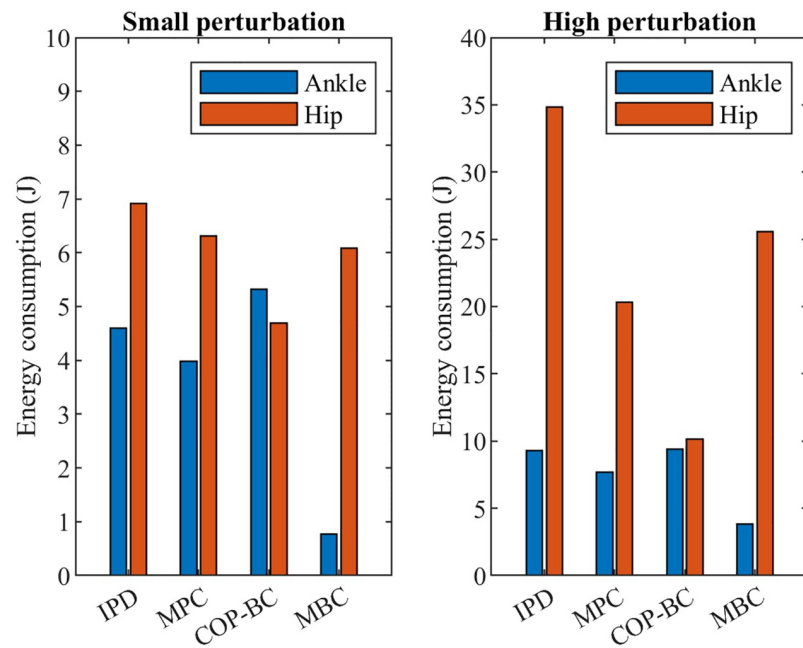 Small perturbation
Energy consumption (J)
10
9
8
7
6
5
4
3
2
1
0
Ankle
Hip
IPD
MPC
COP-BC
MBC
High perturbation
Energy consumption (J)
40
35
30
25
20
15
10
5
0
Ankle
Hip
IPD
MPC
COP-BC
MBC